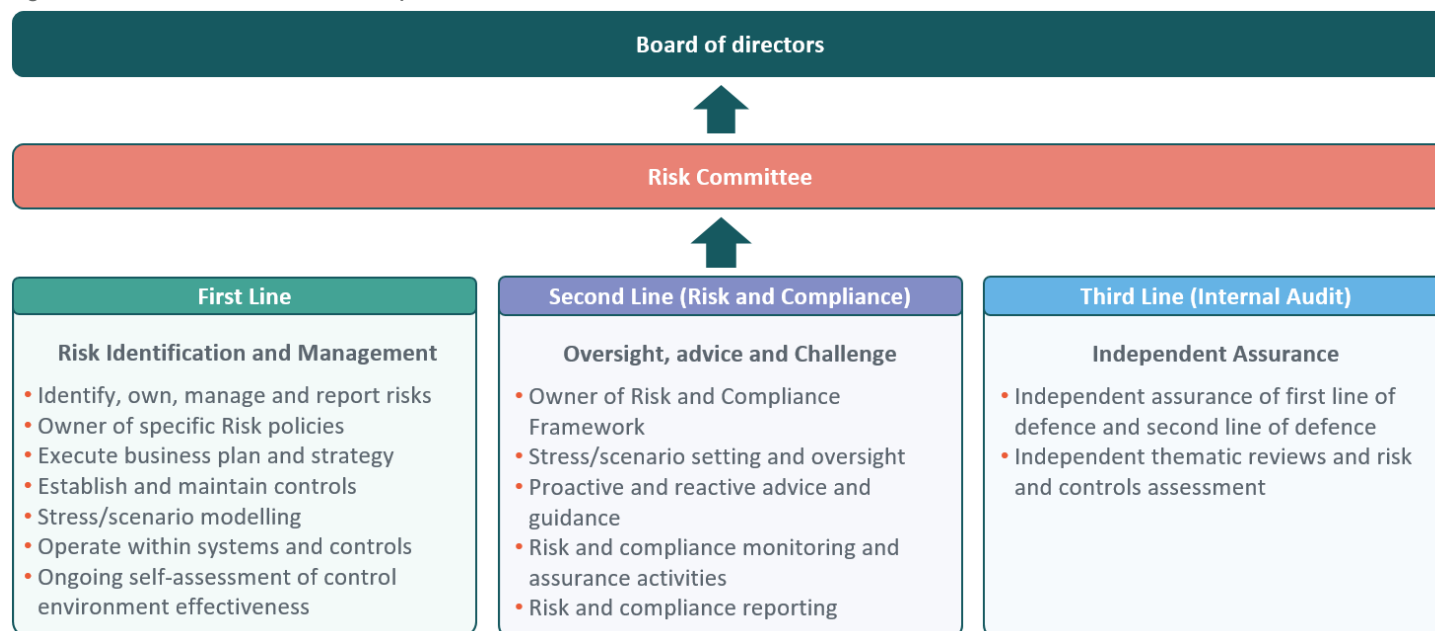 Board of directors
Risk Committee
First Line
Risk Identification and Management
• Identify, own, manage and report risks
• Owner of specific Risk policies
• Execute business plan and strategy
• Establish and maintain controls
• Stress/scenario modelling
• Operate within systems and controls
• Ongoing self-assessment of control
environment effectiveness
Second Line (Risk and Compliance)
Oversight, advice and Challenge
• Owner of Risk and Compliance
Framework
• Stress/scenario setting and oversight
• Proactive and reactive advice and
guidance
• Risk and compliance monitoring and
assurance activities
• Risk and compliance reporting
Third Line (Internal Audit)
Independent Assurance
• Independent assurance of first line of
defence and second line of defence
• Independent thematic reviews and risk
and controls assessment